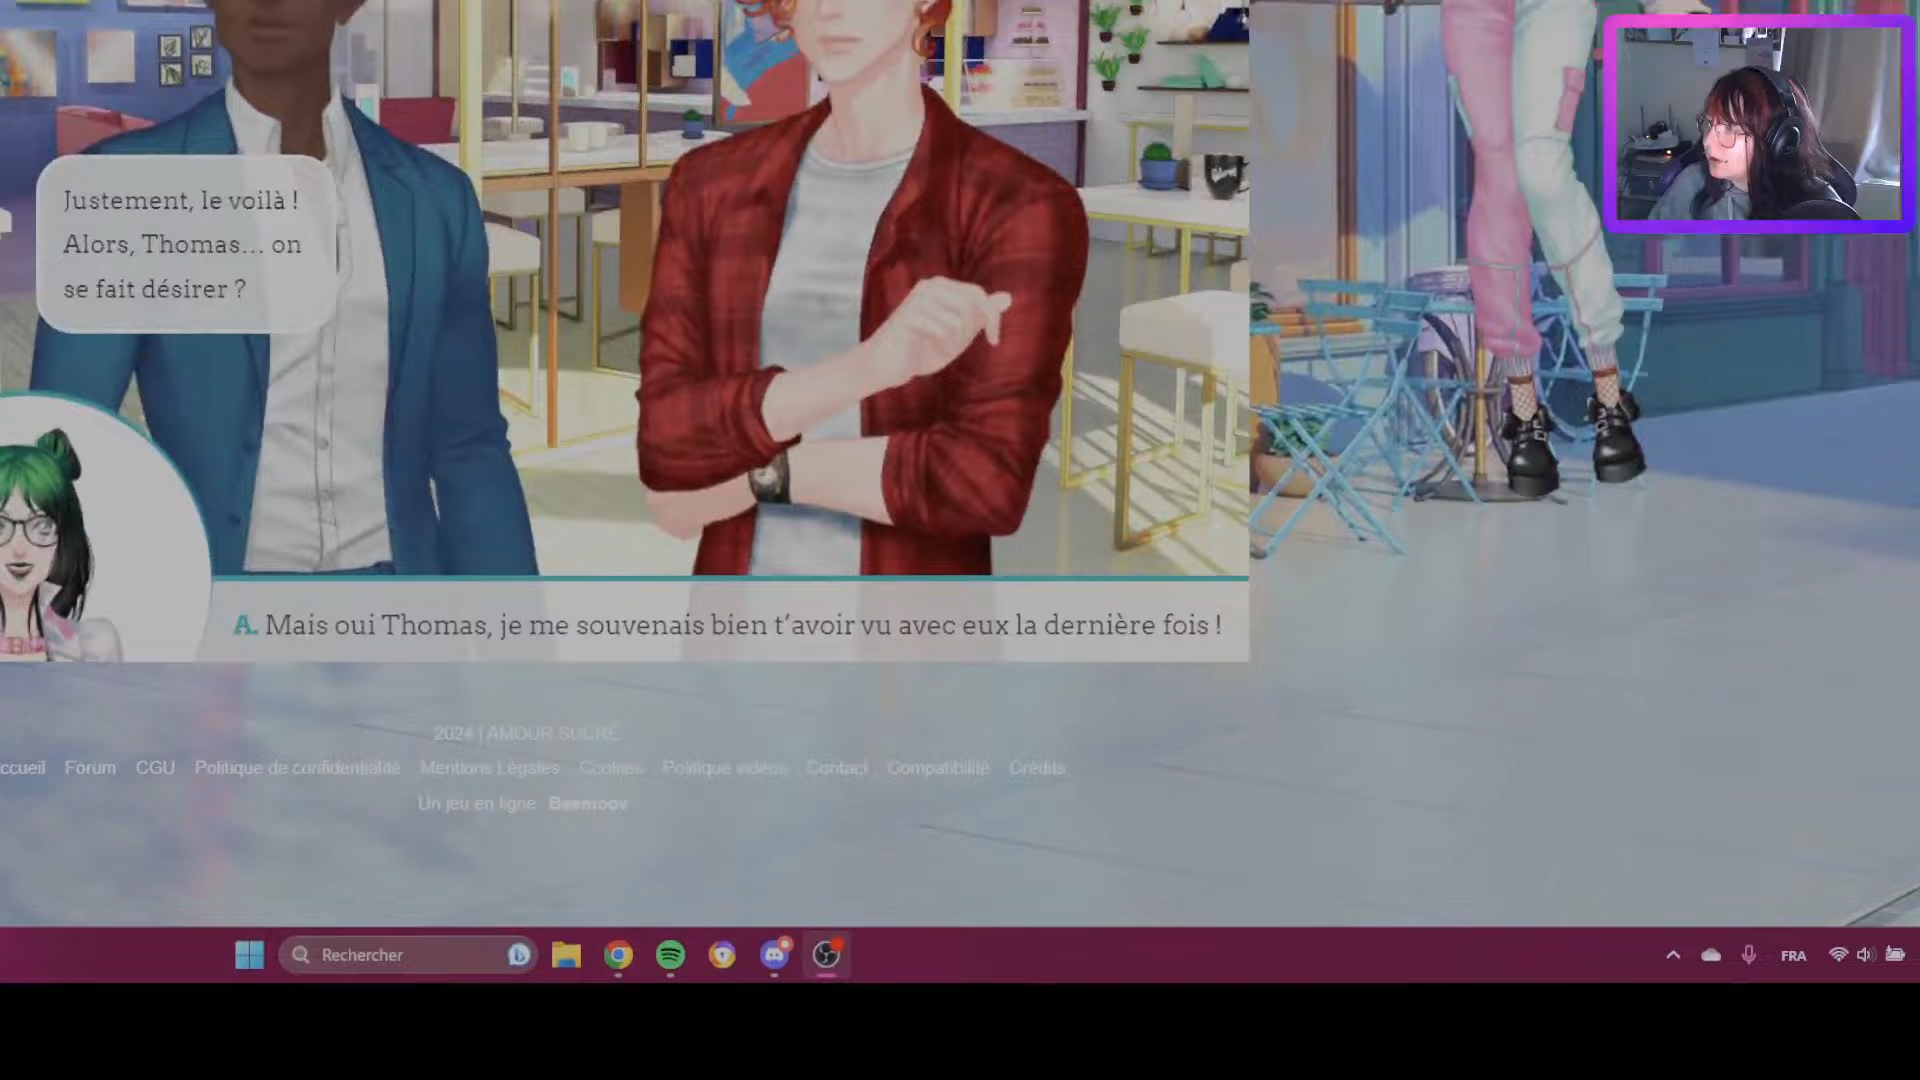 Justement, le voilà !
Alors, Thomas... on
se fait désirer ?
A. Mais oui Thomas, je me souvenais bien t'avoir vu avec eux la dernière fois !
2024 | AMOUR SUCRÉ
ccueil Forum CGU Politique de confidentialité Mentions Légales Cookies Politique vidéos Contact Compatibilité Crédits
Un jeu en ligne Beemoov
Rechercher
FRA